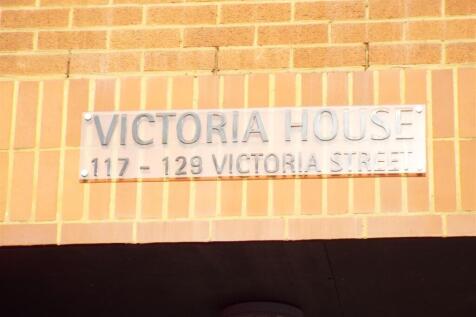 VICTORIA HOUSE
117 - 129 VICTORIA STREET